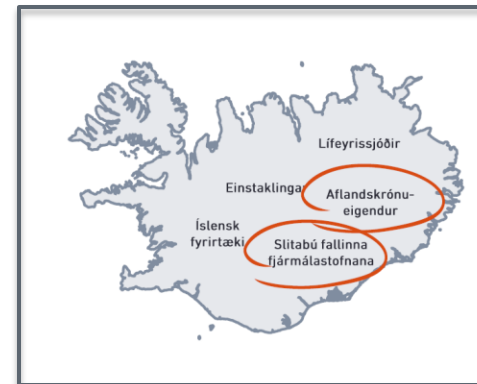 Lífeyrissjóðir
Einstaklingar
Aflandskrónu-
eigendur
Íslensk
fyrirtæki
Slitabú fallinna
fjármálastofnana